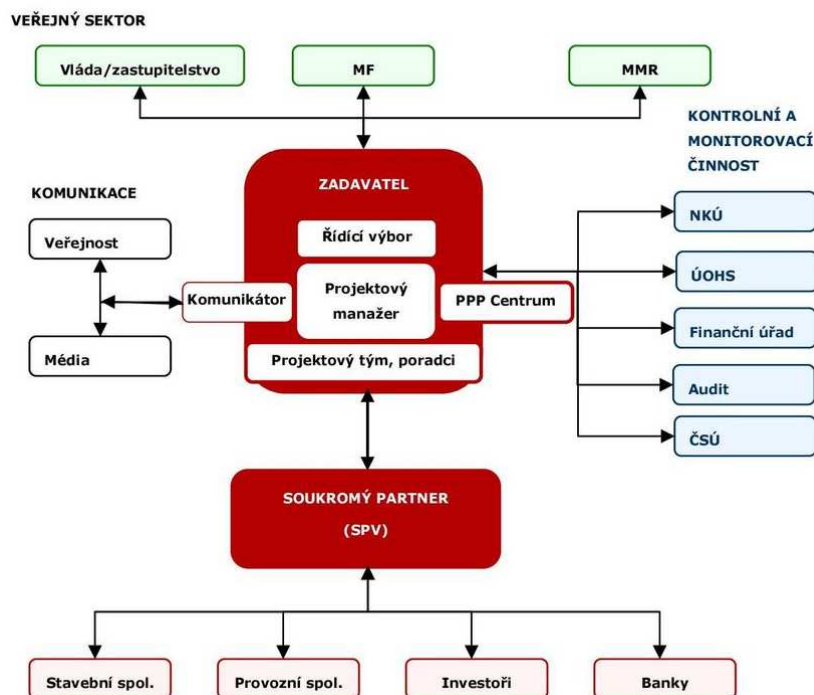 VEŘEJNÝ SEKTOR
Vláda/zastupitelstvo
MF
MMR
KONTROLNÍ A
MONITOROVACÍ
ČINNOST
ZADAVATEL
KOMUNIKACE
NKÚ
Veřejnost
Řídící výbor
ÚOHS
Komunikátor
Projektový
manažer
PPP Centrum
Finanční úřad
Média
Projektový tým, poradci
Audit
ČSÚ
SOUKROMÝ PARTNER
(SPV)
Stavební spol.
Provozní spol.
Investoři
Banky